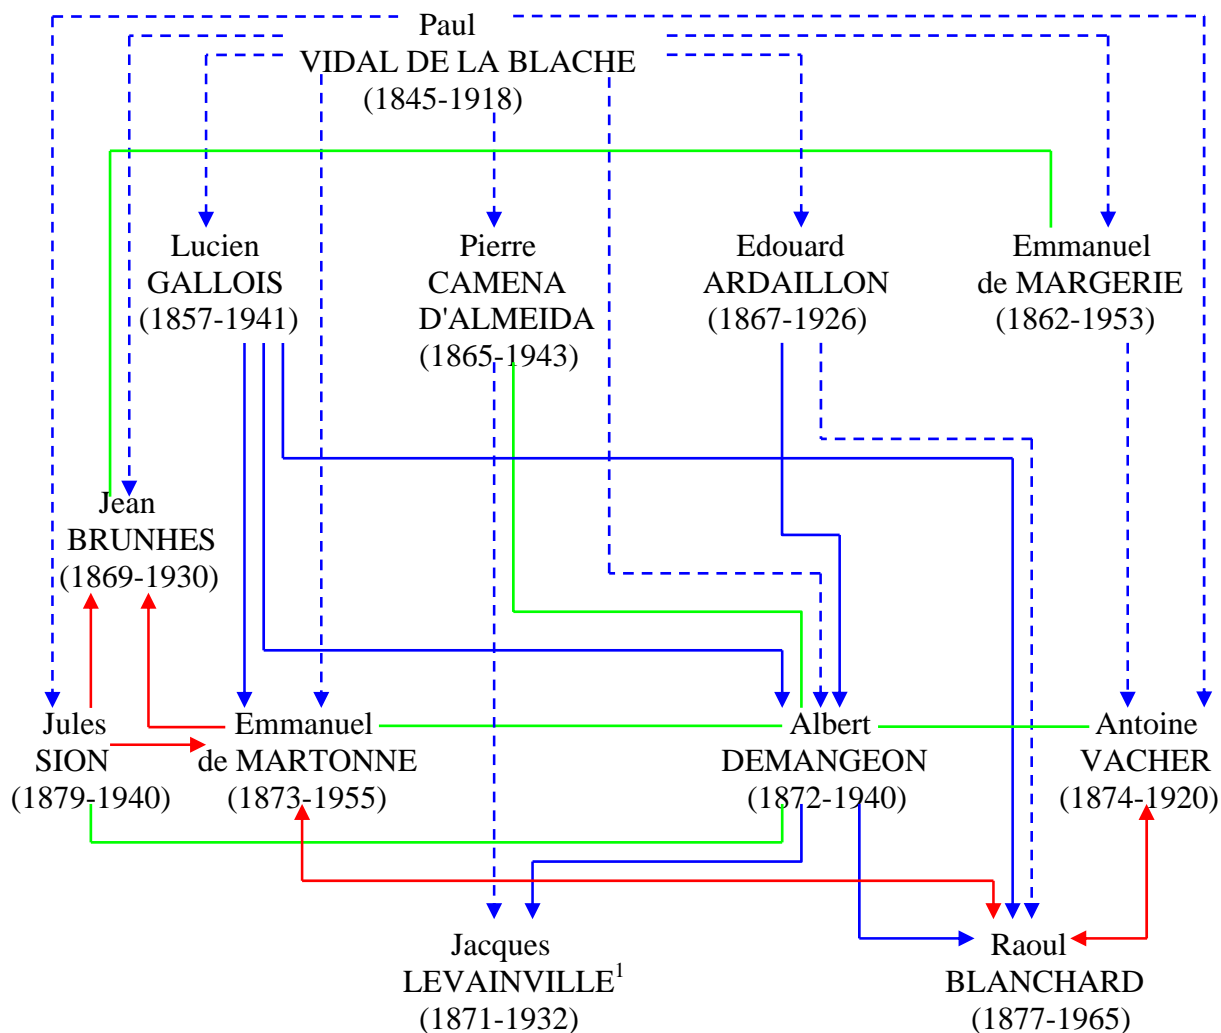 Paul
VIDAL DE LA BLACHE
(1845-1918)
Lucien
GALLOIS
(1857-1941)
Pierre
CAMENA
D'ALMEIDA
(1865-1943)
Edouard
ARDAILLON
(1867-1926)
Emmanuel
de MARGERIE
(1862-1953)
Jean
BRUNHES
(1869-1930)
Jules
SION
(1879-1940)
Emmanuel
de MARTONNE
(1873-1955)
Albert
DEMANGEON
(1872-1940)
Antoine
VACHER
(1874-1920)
Jacques
LEVAINVILLE¹
(1871-1932)
Raoul
BLANCHARD
(1877-1965)